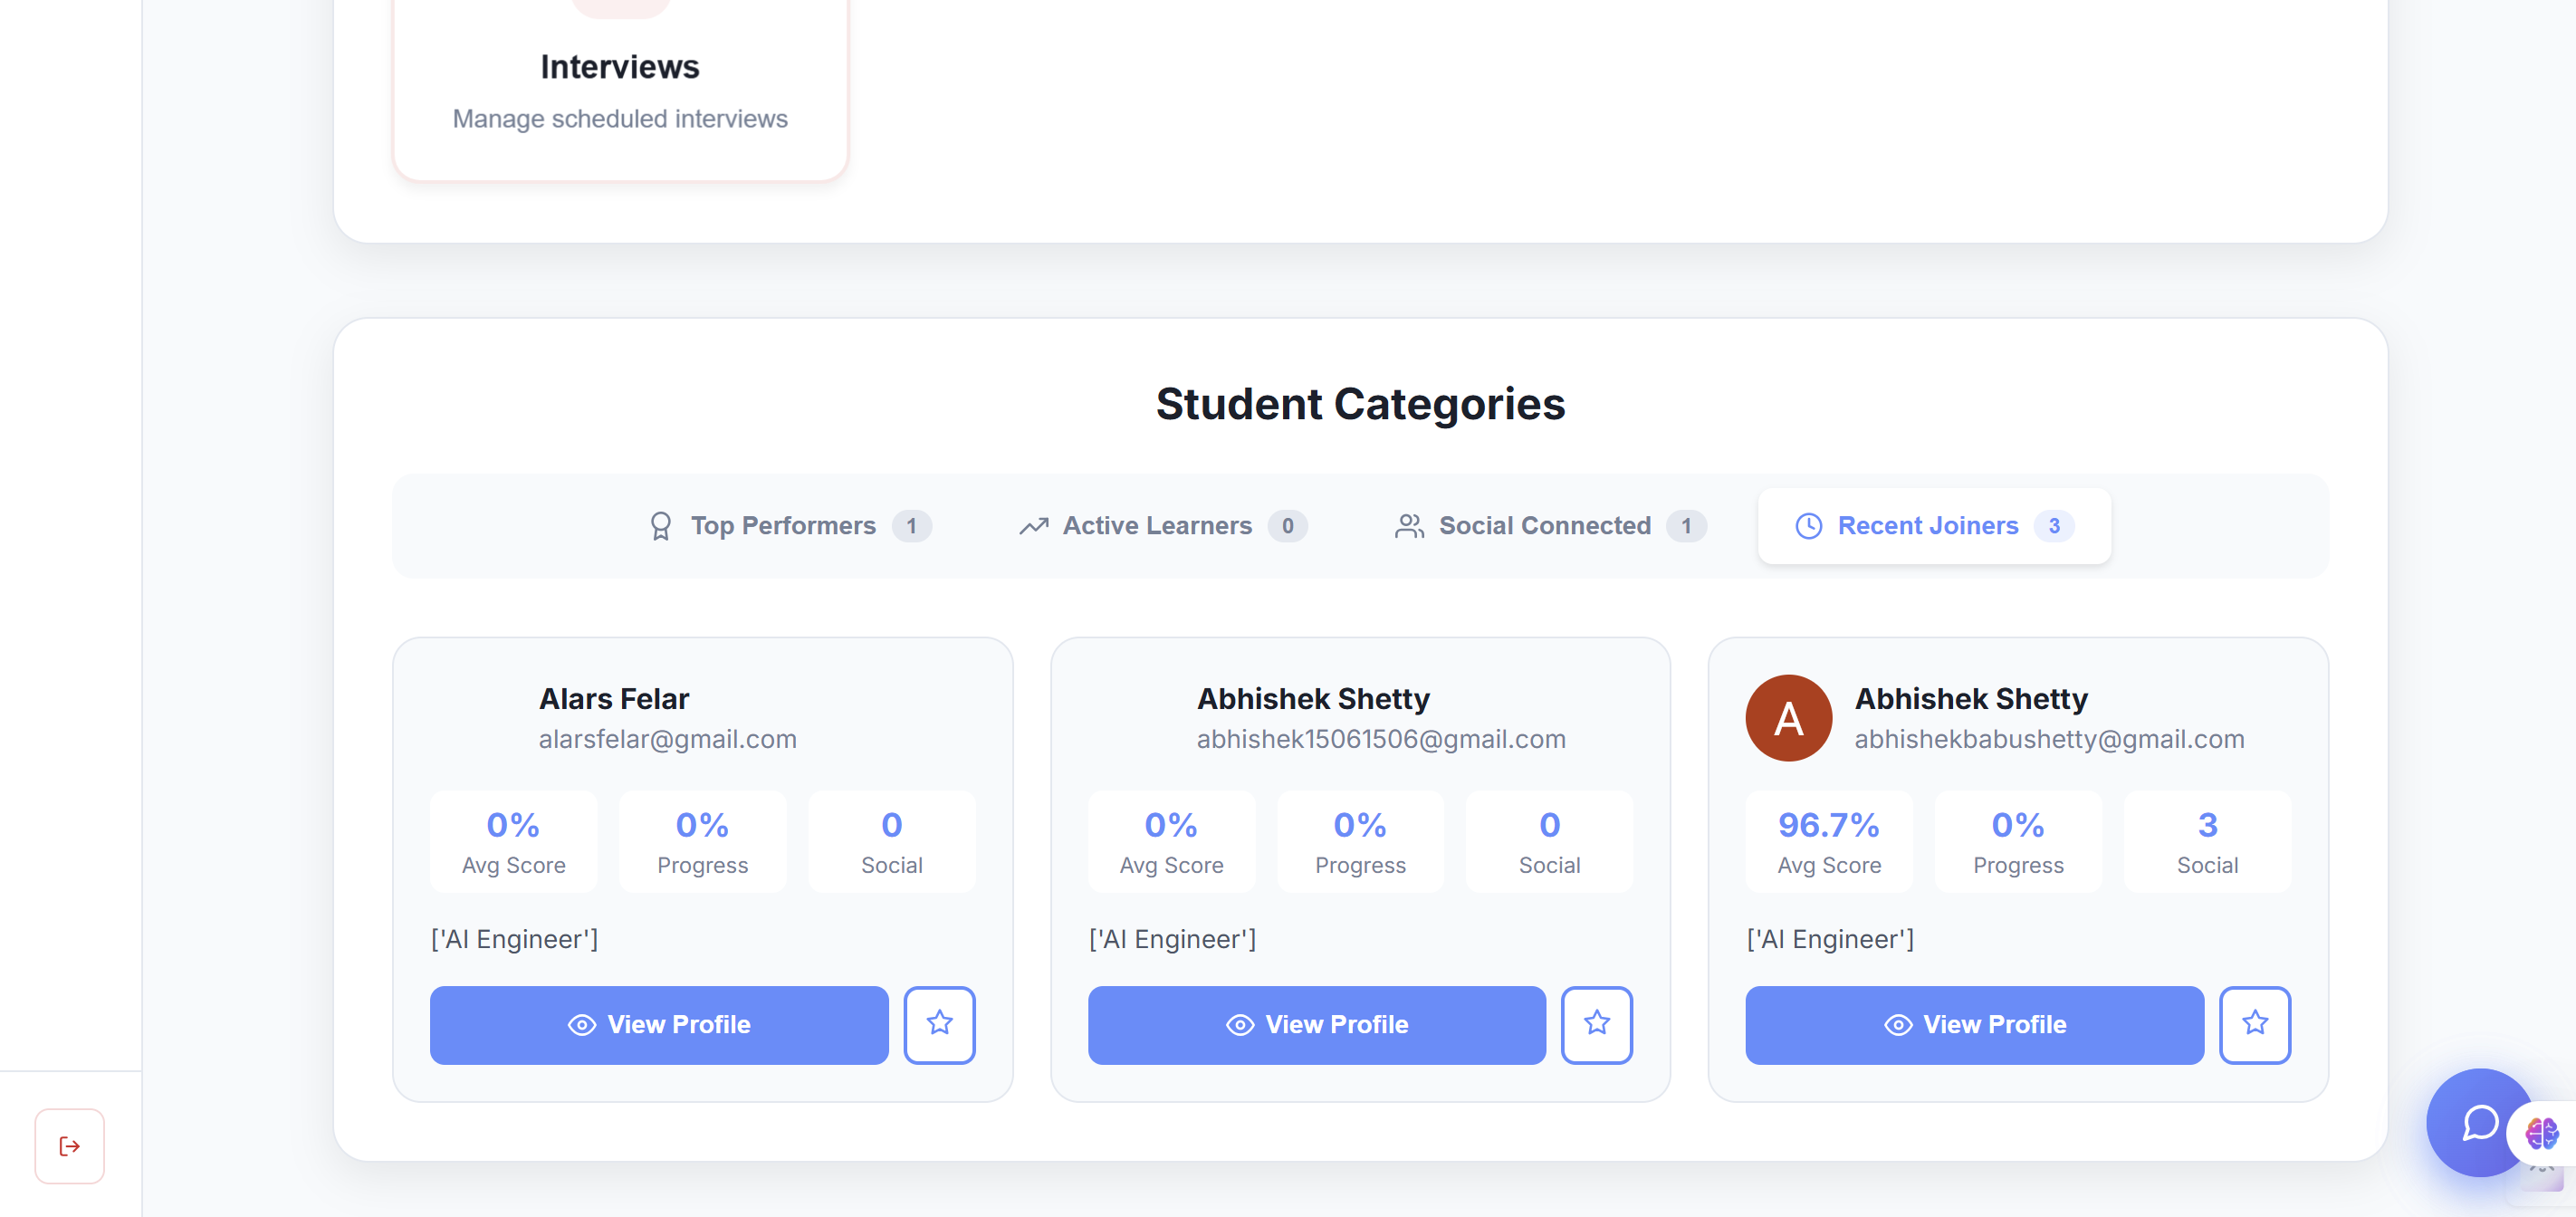 Interviews
Manage scheduled interviews
Student Categories
Top Performers 1 Active Learners 0 Social Connected 1 Recent Joiners 3
Alars Felar
alarsfelar@gmail.com
0% 0% 0
Avg Score Progress Social
['AI Engineer']
View Profile
Abhishek Shetty
abhishek15061506@gmail.com
0% 0% 0
Avg Score Progress Social
['AI Engineer']
View Profile
A
Abhishek Shetty
abhishekbabushetty@gmail.com
96.7% 0% 3
Avg Score Progress Social
['AI Engineer']
View Profile